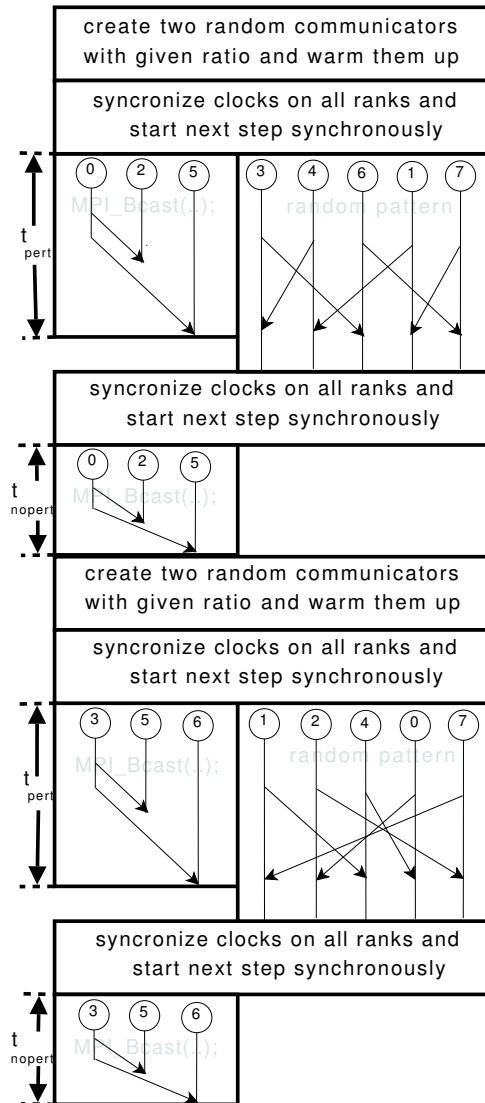 create two random communicators
with given ratio and warm them up
syncronize clocks on all ranks and
start next step synchronously
0 2 5 3 4 6 1 7
MPI_Bcast(..); random pattern
t pert
syncronize clocks on all ranks and
start next step synchronously
0 2 5
MPI_Bcast(..);
t nopert
create two random communicators
with given ratio and warm them up
syncronize clocks on all ranks and
start next step synchronously
3 5 6 1 2 4 0 7
MPI_Bcast(..); random pattern
t pert
syncronize clocks on all ranks and
start next step synchronously
3 5 6
MPI_Bcast(..);
t nopert